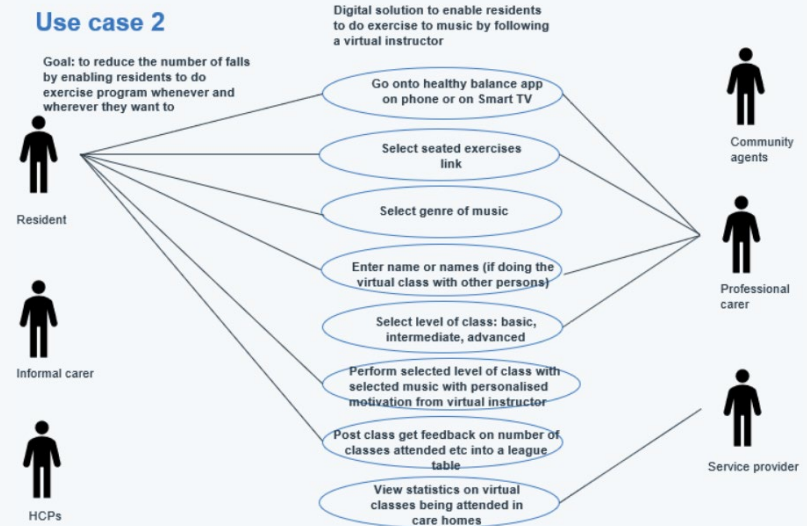 Use case 2
Digital solution to enable residents
to do exercise to music by following
a virtual instructor
Goal: to reduce the number of falls
by enabling residents to do
exercise program whenever and
wherever they want to
Go onto healthy balance app
on phone or on Smart TV
Community
agents
Select seated exercises
link
Resident
Select genre of music
Enter name or names (if doing the
virtual class with other persons)
Professional
carer
Select level of class: basic,
intermediate, advanced
Informal carer
Perform selected level of class with
selected music with personalised
motivation from virtual instructor
Post class get feedback on number of
classes attended etc into a league
table
Service provider
View statistics on virtual
classes being attended in
care homes
HCPs